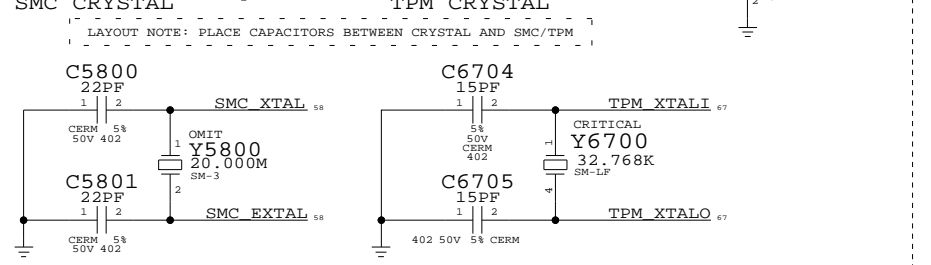 SMC CRYSTAL
TPM CRYSTAL
LAYOUT NOTE: PLACE CAPACITORS BETWEEN CRYSTAL AND SMC/TPM
C5800
22PF
1 2
SMC_XTAL 58
CERM 5%
50V 402
OMIT
1
Y5800
20.000M
SM-3
2
C5801
22PF
1 2
SMC_EXTAL 58
CERM 5%
50V 402
C6704
15PF
1 2
TPM_XTALI 67
5%
50V
CERM
402
CRITICAL
1
Y6700
32.768K
SM-LF
4
C6705
15PF
1 2
TPM_XTALO 67
402 50V 5% CERM
2